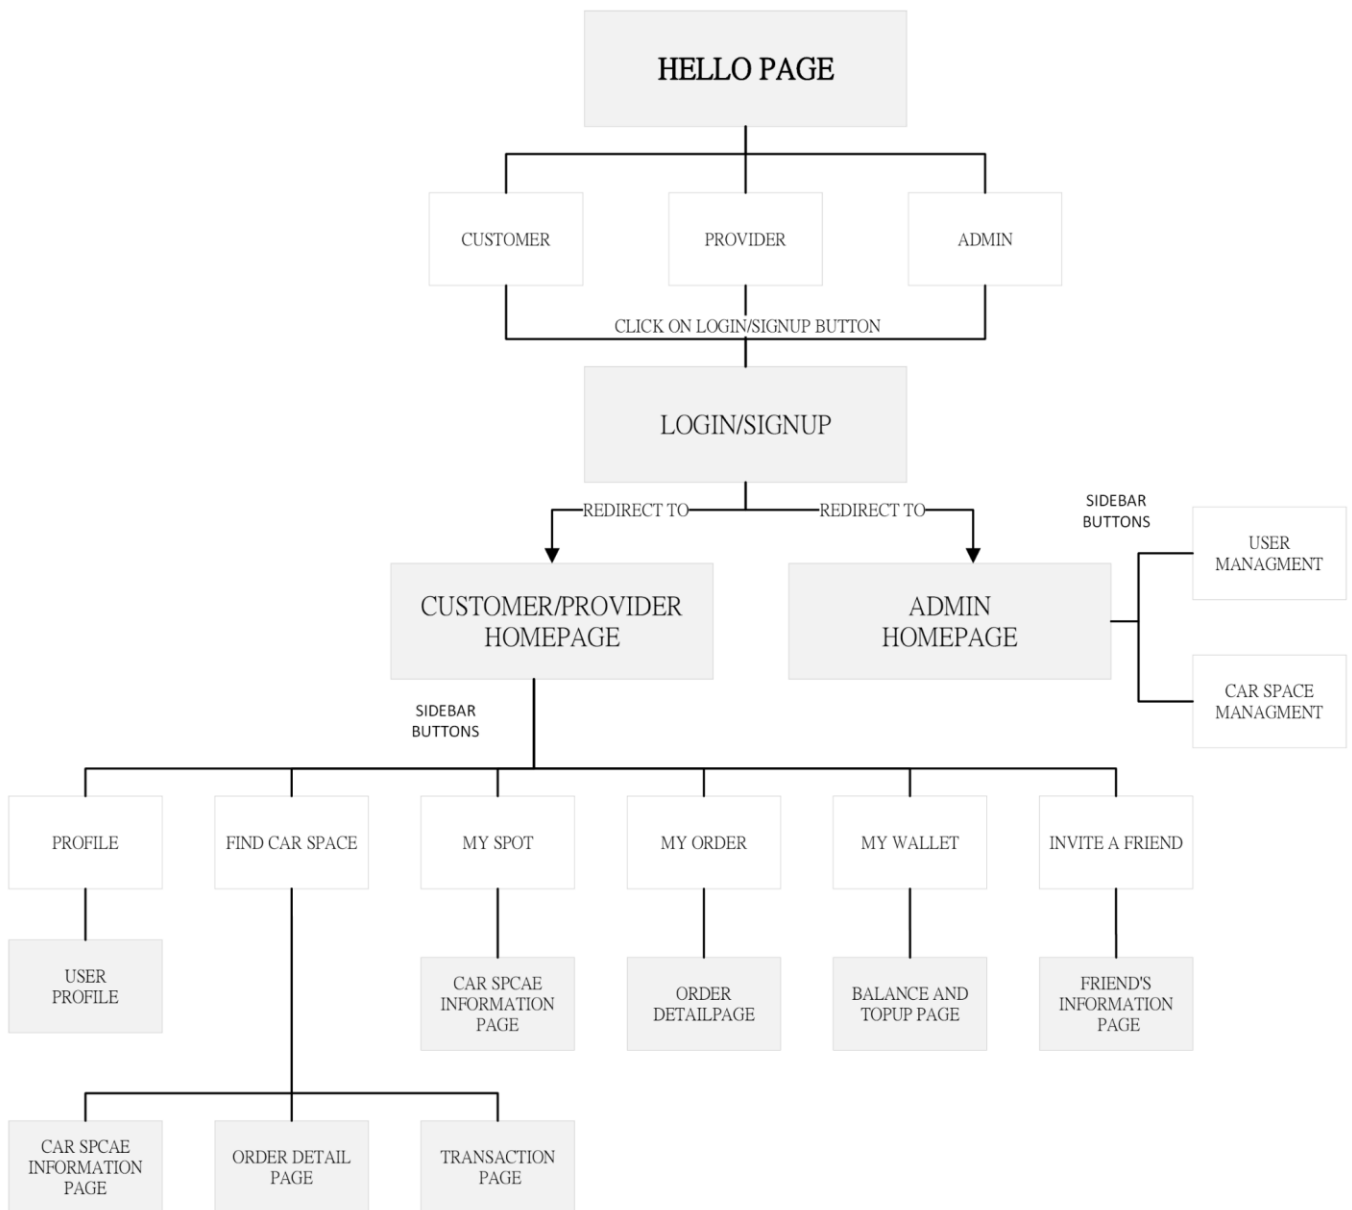 HELLO PAGE
CUSTOMER
PROVIDER
ADMIN
CLICK ON LOGIN/SIGNUP BUTTON
LOGIN/SIGNUP
REDIRECT TO
REDIRECT TO
SIDEBAR
BUTTONS
USER
MANAGMENT
CUSTOMER/PROVIDER
HOMEPAGE
ADMIN
HOMEPAGE
CAR SPACE
MANAGMENT
SIDEBAR
BUTTONS
PROFILE
FIND CAR SPACE
MY SPOT
MY ORDER
MY WALLET
INVITE A FRIEND
USER
PROFILE
CAR SPCAE
INFORMATION
PAGE
ORDER
DETAILPAGE
BALANCE AND
TOPUP PAGE
FRIEND'S
INFORMATION
PAGE
CAR SPCAE
INFORMATION
PAGE
ORDER DETAIL
PAGE
TRANSACTION
PAGE